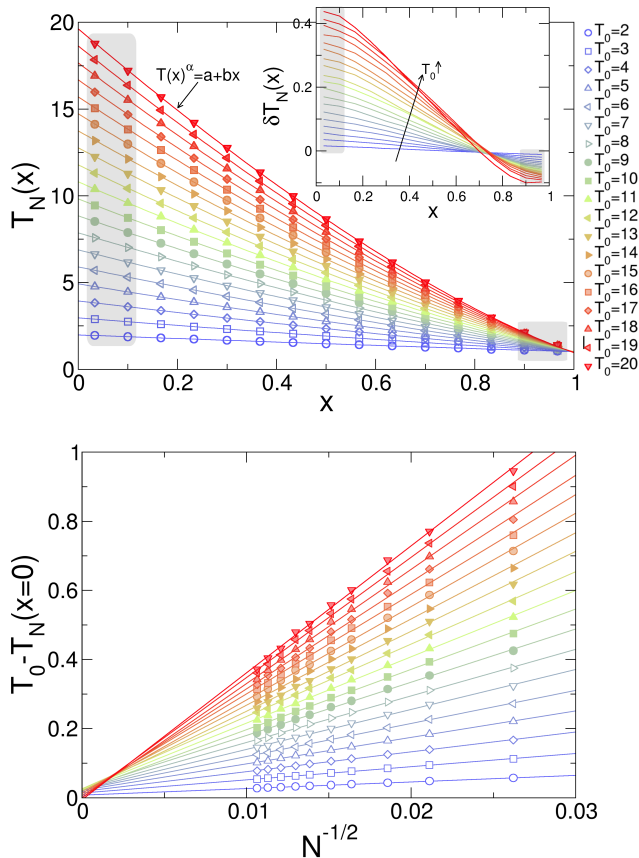 T_N(x)
20
15
10
5
0
0
0.2
0.4
0.6
0.8
1
x
T(x)^α=a+bx
δT_N(x)
0.4
0.2
0
0
0.2
0.4
0.6
0.8
1
x
T_0↑
T_0=2
T_0=3
T_0=4
T_0=5
T_0=6
T_0=7
T_0=8
T_0=9
T_0=10
T_0=11
T_0=12
T_0=13
T_0=14
T_0=15
T_0=16
T_0=17
T_0=18
T_0=19
T_0=20
T_0-T_N(x=0)
1
0.8
0.6
0.4
0.2
0
0
0.01
0.02
0.03
N^{-1/2}